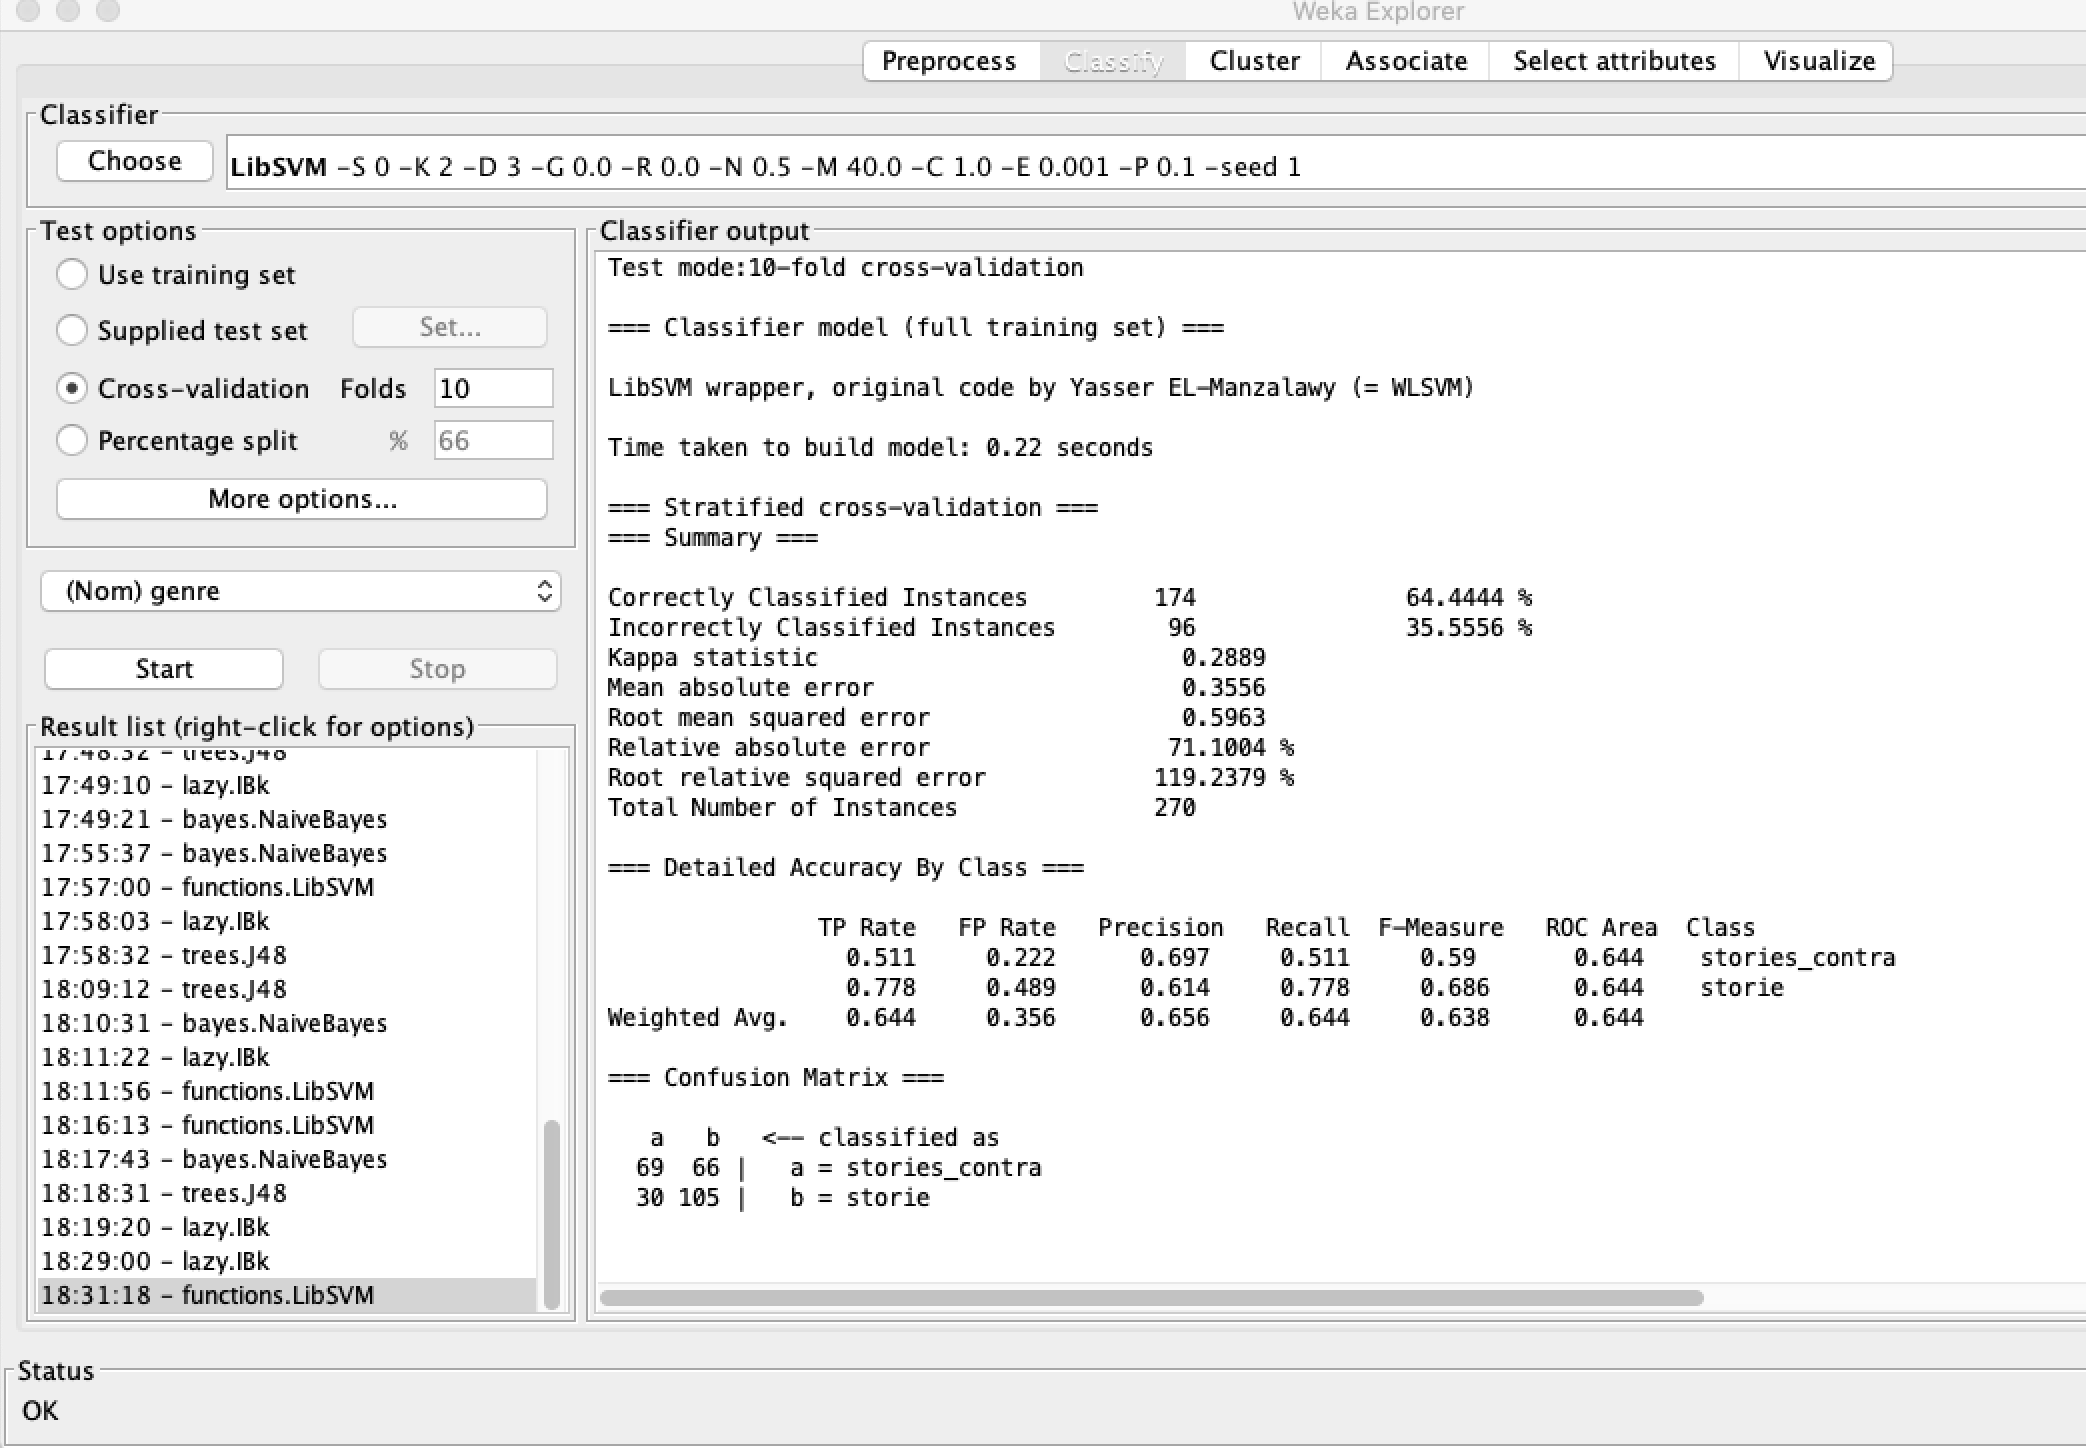 Weka Explorer
Preprocess Classify Cluster Associate Select attributes Visualize
Classifier
Choose LibSVM -S 0 -K 2 -D 3 -G 0.0 -R 0.0 -N 0.5 -M 40.0 -C 1.0 -E 0.001 -P 0.1 -seed 1
Test options
Use training set
Supplied test set Set...
Cross-validation Folds 10
Percentage split % 66
More options...
(Nom) genre
Start Stop
Result list (right-click for options)
17:48:32 - trees.J48
17:49:10 - lazy.IBk
17:49:21 - bayes.NaiveBayes
17:55:37 - bayes.NaiveBayes
17:57:00 - functions.LibSVM
17:58:03 - lazy.IBk
17:58:32 - trees.J48
18:09:12 - trees.J48
18:10:31 - bayes.NaiveBayes
18:11:22 - lazy.IBk
18:11:56 - functions.LibSVM
18:16:13 - functions.LibSVM
18:17:43 - bayes.NaiveBayes
18:18:31 - trees.J48
18:19:20 - lazy.IBk
18:29:00 - lazy.IBk
18:31:18 - functions.LibSVM
Classifier output
Test mode:10-fold cross-validation
=== Classifier model (full training set) ===
LibSVM wrapper, original code by Yasser EL-Manzalawy (= WLSVM)
Time taken to build model: 0.22 seconds
=== Stratified cross-validation ===
=== Summary ===
Correctly Classified Instances 174 64.4444 %
Incorrectly Classified Instances 96 35.5556 %
Kappa statistic 0.2889
Mean absolute error 0.3556
Root mean squared error 0.5963
Relative absolute error 71.1004 %
Root relative squared error 119.2379 %
Total Number of Instances 270
=== Detailed Accuracy By Class ===
TP Rate FP Rate Precision Recall F-Measure ROC Area Class
0.511 0.222 0.697 0.511 0.59 0.644 stories_contra
0.778 0.489 0.614 0.778 0.686 0.644 storie
Weighted Avg. 0.644 0.356 0.656 0.644 0.638 0.644
=== Confusion Matrix ===
a b <-- classified as
69 66 | a = stories_contra
30 105 | b = storie
Status
OK